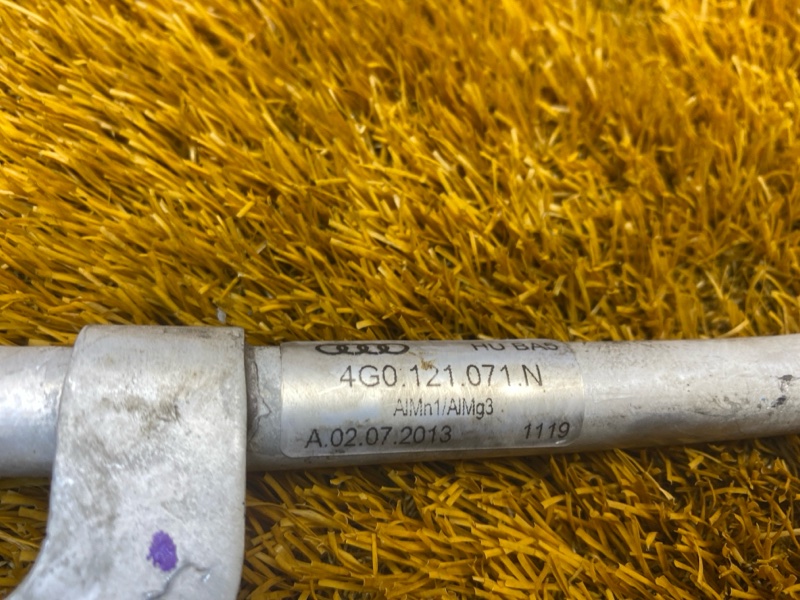 HU BAS
4G0.121.071.N
AlMn1/AlMg3
A.02.07.2013 1119